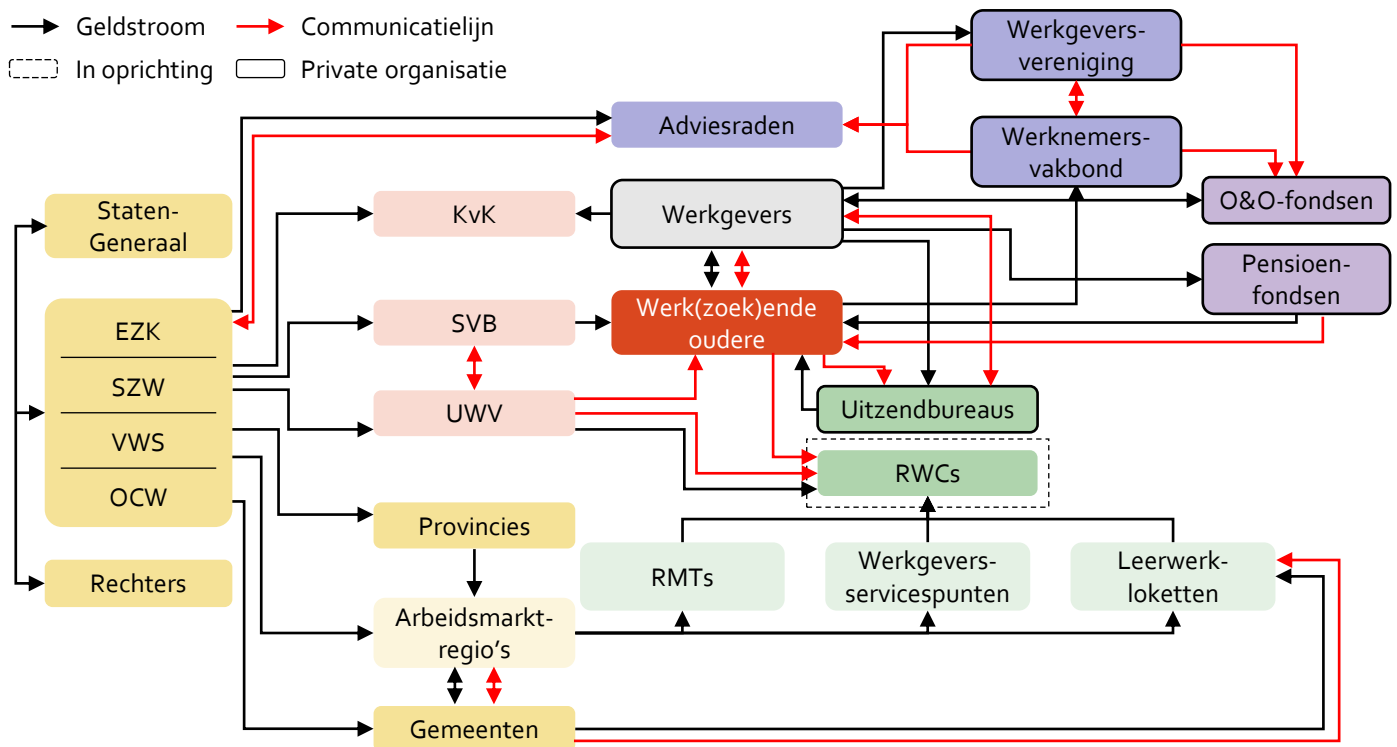 Geldstroom
Communicatielijn
In oprichting
Private organisatie
Werkgevers-
vereniging
Adviesraden
Werknemers-
vakbond
Staten-
Generaal
KvK
Werkgevers
O&O-fondsen
Pensioen-
fondsen
EZK
SZW
VWS
OCW
SVB
Werk(zoek)ende
oudere
UWV
Uitzendbureaus
RWCs
Provincies
Rechters
RMTs
Werkgevers-
servicespunten
Leerwerk-
loketten
Arbeidsmarkt-
regio's
Gemeenten